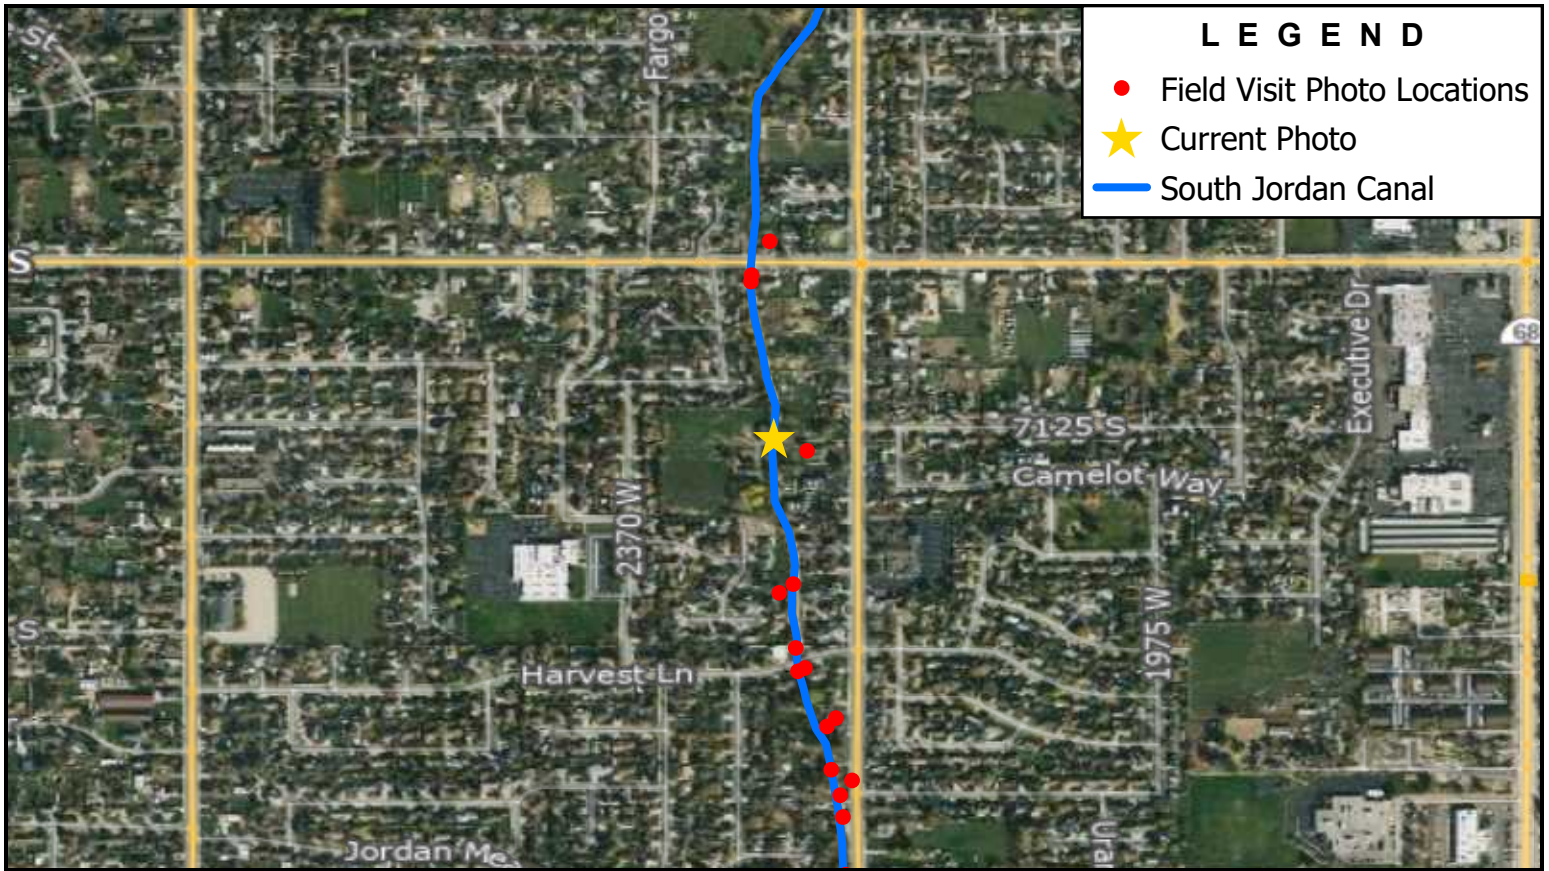 L E G E N D
Field Visit Photo Locations
Current Photo
South Jordan Canal
St
Fargo
S
68
Executive Dr
7125 S
Camelot Way
2370 W
1975 W
S
Harvest Ln
S
Jordan Me